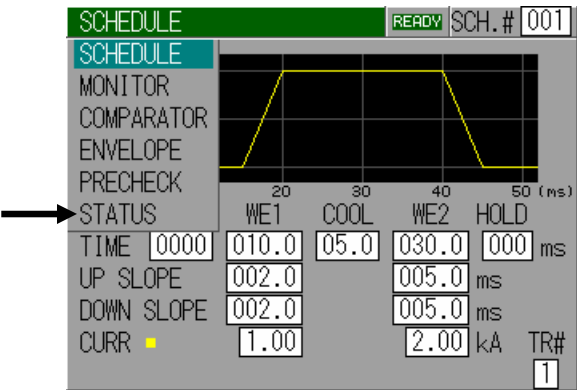 SCHEDULE READY SCH.# 001
SCHEDULE
MONITOR
COMPARATOR
ENVELOPE
PRECHECK
20 30 40 50 (ms)
STATUS WE1 COOL WE2 HOLD
TIME 0000 010.0 05.0 030.0 000 ms
UP SLOPE 002.0 005.0 ms
DOWN SLOPE 002.0 005.0 ms
CURR 1.00 2.00 kA TR#
1